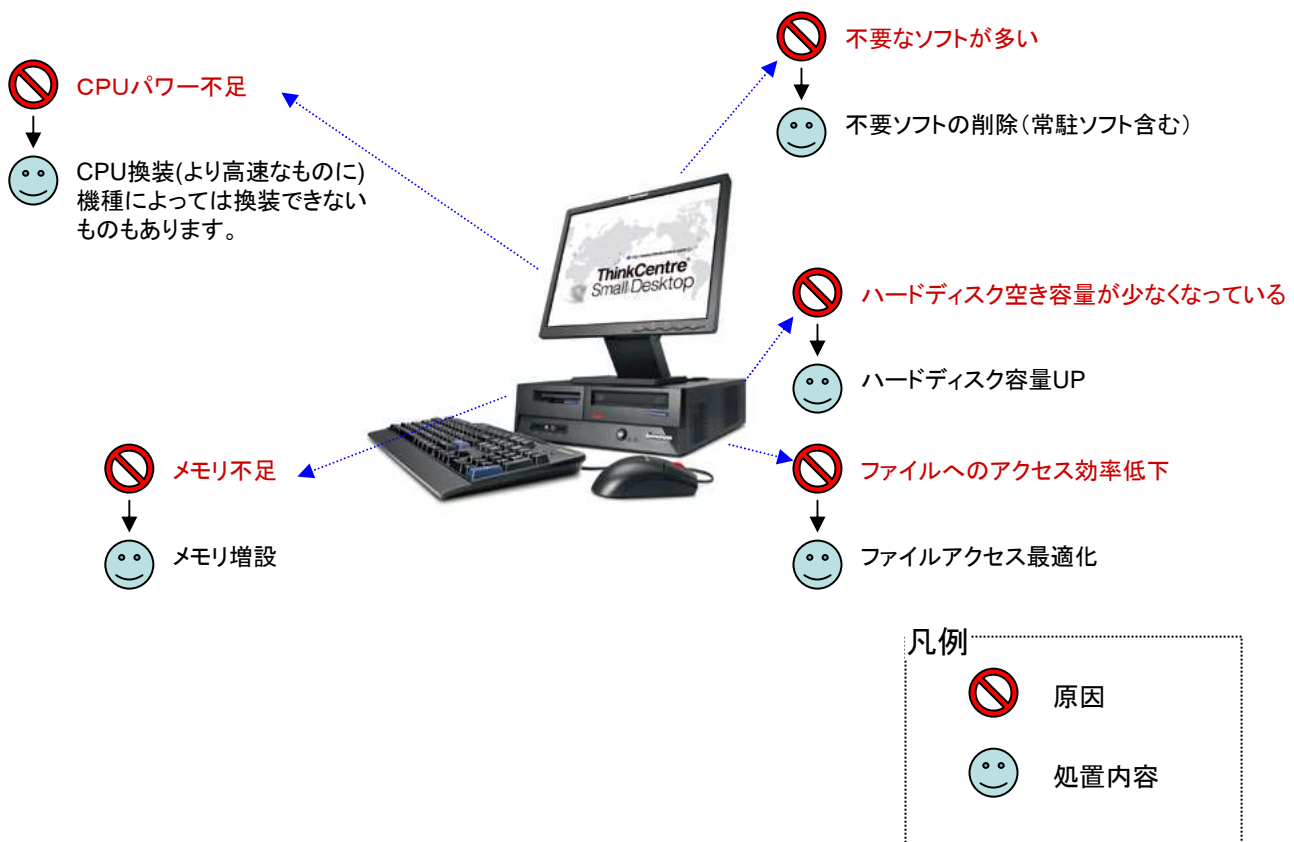 不要なソフトが多い
不要ソフトの削除（常駐ソフト含む）
CPUパワー不足
CPU換装(より高速なものに)
機種によっては換装できない
ものもあります。
ThinkCentre
Small Desktop
ハードディスク空き容量が少なくなっている
ハードディスク容量UP
メモリ不足
メモリ増設
ファイルへのアクセス効率低下
ファイルアクセス最適化
凡例
原因
処置内容